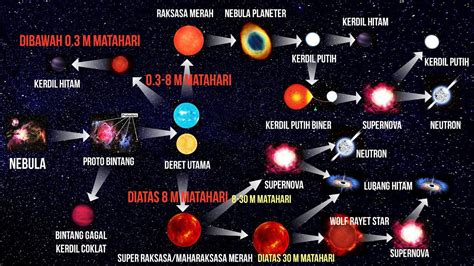 RAKSASA MERAH
NEBULA PLANETER
KERDIL HITAM
DIBAWAH 0,3 M MATAHARI
KERDIL PUTIH
KERDIL PUTIH
KERDIL HITAM
0.3-8 M MATAHARI
KERDIL PUTIH BINER
SUPERNOVA
NEUTRON
NEBULA
PROTO BINTANG
DERET UTAMA
NEUTRON
SUPERNOVA
LUBANG HITAM
DIATAS 8 M MATAHARI
8-30 M MATAHARI
WOLF RAYET STAR
BINTANG GAGAL
KERDIL COKLAT
SUPERNOVA
SUPER RAKSASA/MAHARAKSASA MERAH
DIATAS 30 M MATAHARI